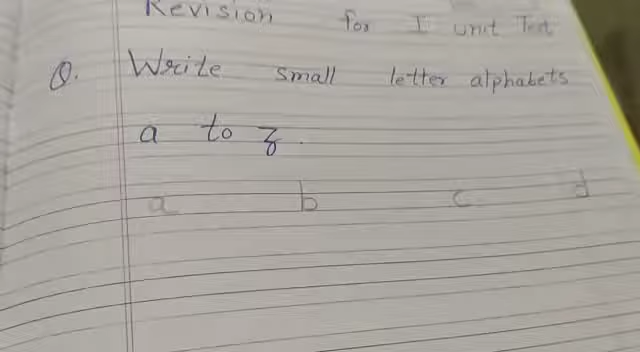 Revision for I unit Test
Q. Write small letter alphabets
a to z.
a b c d